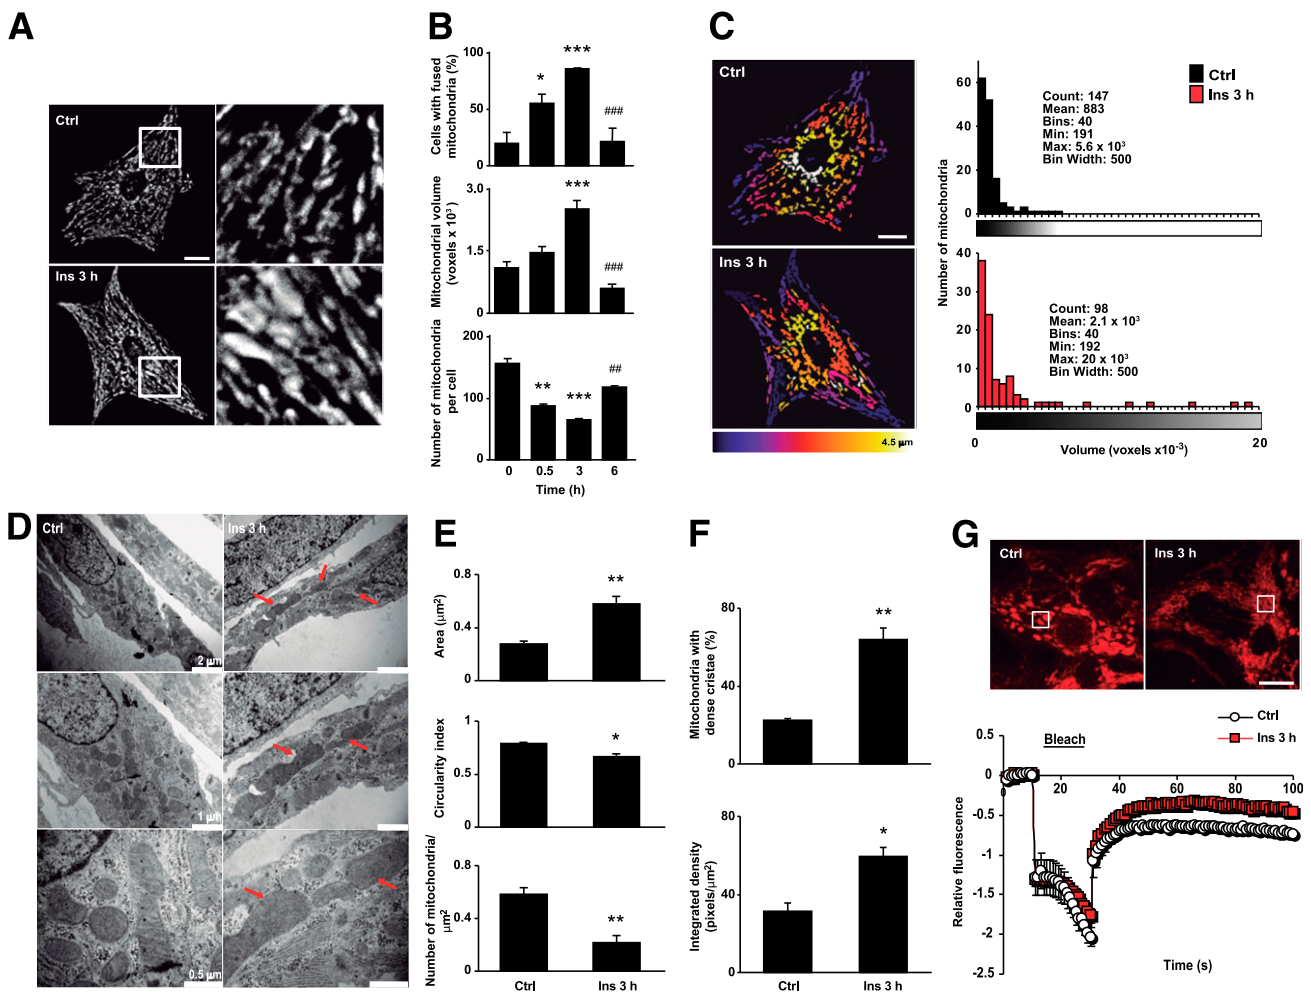 A
Ctrl
Ins 3 h
B
Cells with fused
mitochondria (%)
100
50
0
*
***
###
Mitochondrial volume
(voxels x 10³)
3.0
1.5
0
***
###
Number of mitochondria
per cell
200
100
0
**
***
##
0 0.5 3 6
Time (h)
C
Ctrl
Ins 3 h
4.5 µm
Ctrl
Ins 3 h
Number of mitochondria
60
40
20
0
Count: 147
Mean: 883
Bins: 40
Min: 191
Max: 5.6 x 10³
Bin Width: 500
40
30
20
10
0
Count: 98
Mean: 2.1 x 10³
Bins: 40
Min: 192
Max: 20 x 10³
Bin Width: 500
0 20
Volume (voxels x10⁻³)
D
Ctrl
Ins 3 h
2 µm
1 µm
0.5 µm
E
Area (µm²)
0.8
0.4
0
**
Circularity index
1
0.5
0
*
Number of mitochondria/
µm²
0.8
0.4
0
**
Ctrl Ins 3 h
F
Mitochondria with
dense cristae (%)
80
40
0
**
Integrated density
(pixels/µm²)
80
40
0
*
Ctrl Ins 3 h
G
Ctrl
Ins 3 h
Ctrl
Ins 3 h
Bleach
Relative fluorescence
0.5
0
-0.5
-1
-1.5
-2
-2.5
0 20 40 60 80 100
Time (s)